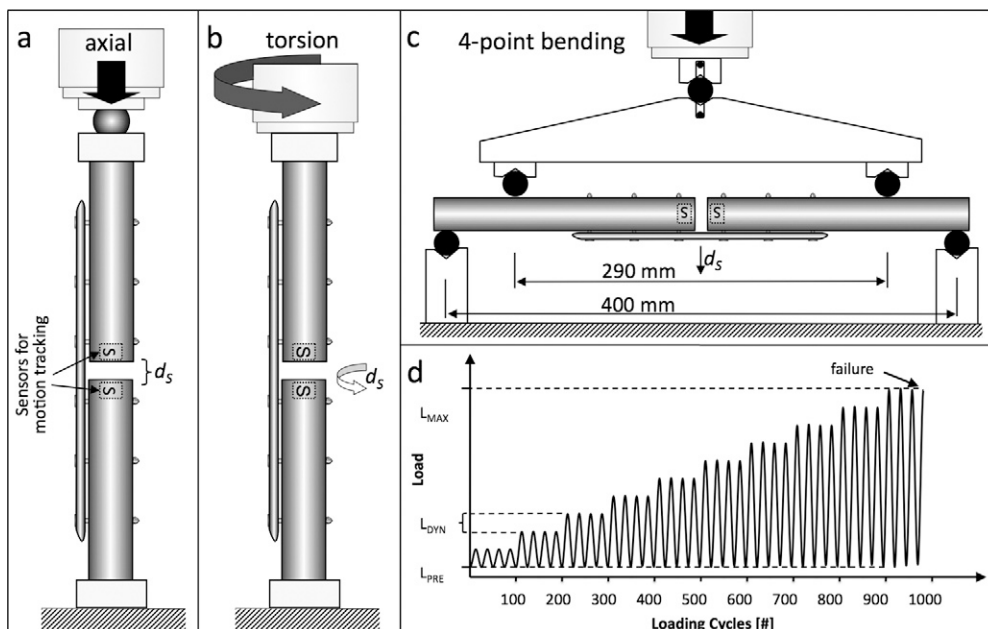 a
axial
Sensors for
motion tracking
S
S
dS
b
torsion
S
S
dS
c
4-point bending
S
S
dS
290 mm
400 mm
d
failure
LMAX
Load
LDYN
LPRE
100 200 300 400 500 600 700 800 900 1000
Loading Cycles [#]